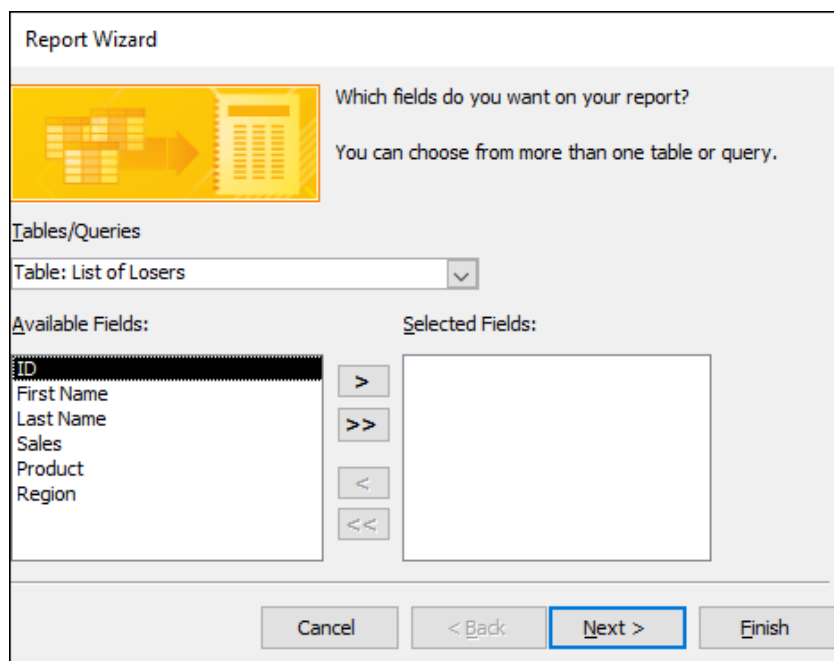 Report Wizard
Which fields do you want on your report?
You can choose from more than one table or query.
Tables/Queries
Table: List of Losers
Available Fields:
Selected Fields:
ID
First Name
Last Name
Sales
Product
Region
>
>>
<
<<
Cancel
< Back
Next >
Finish